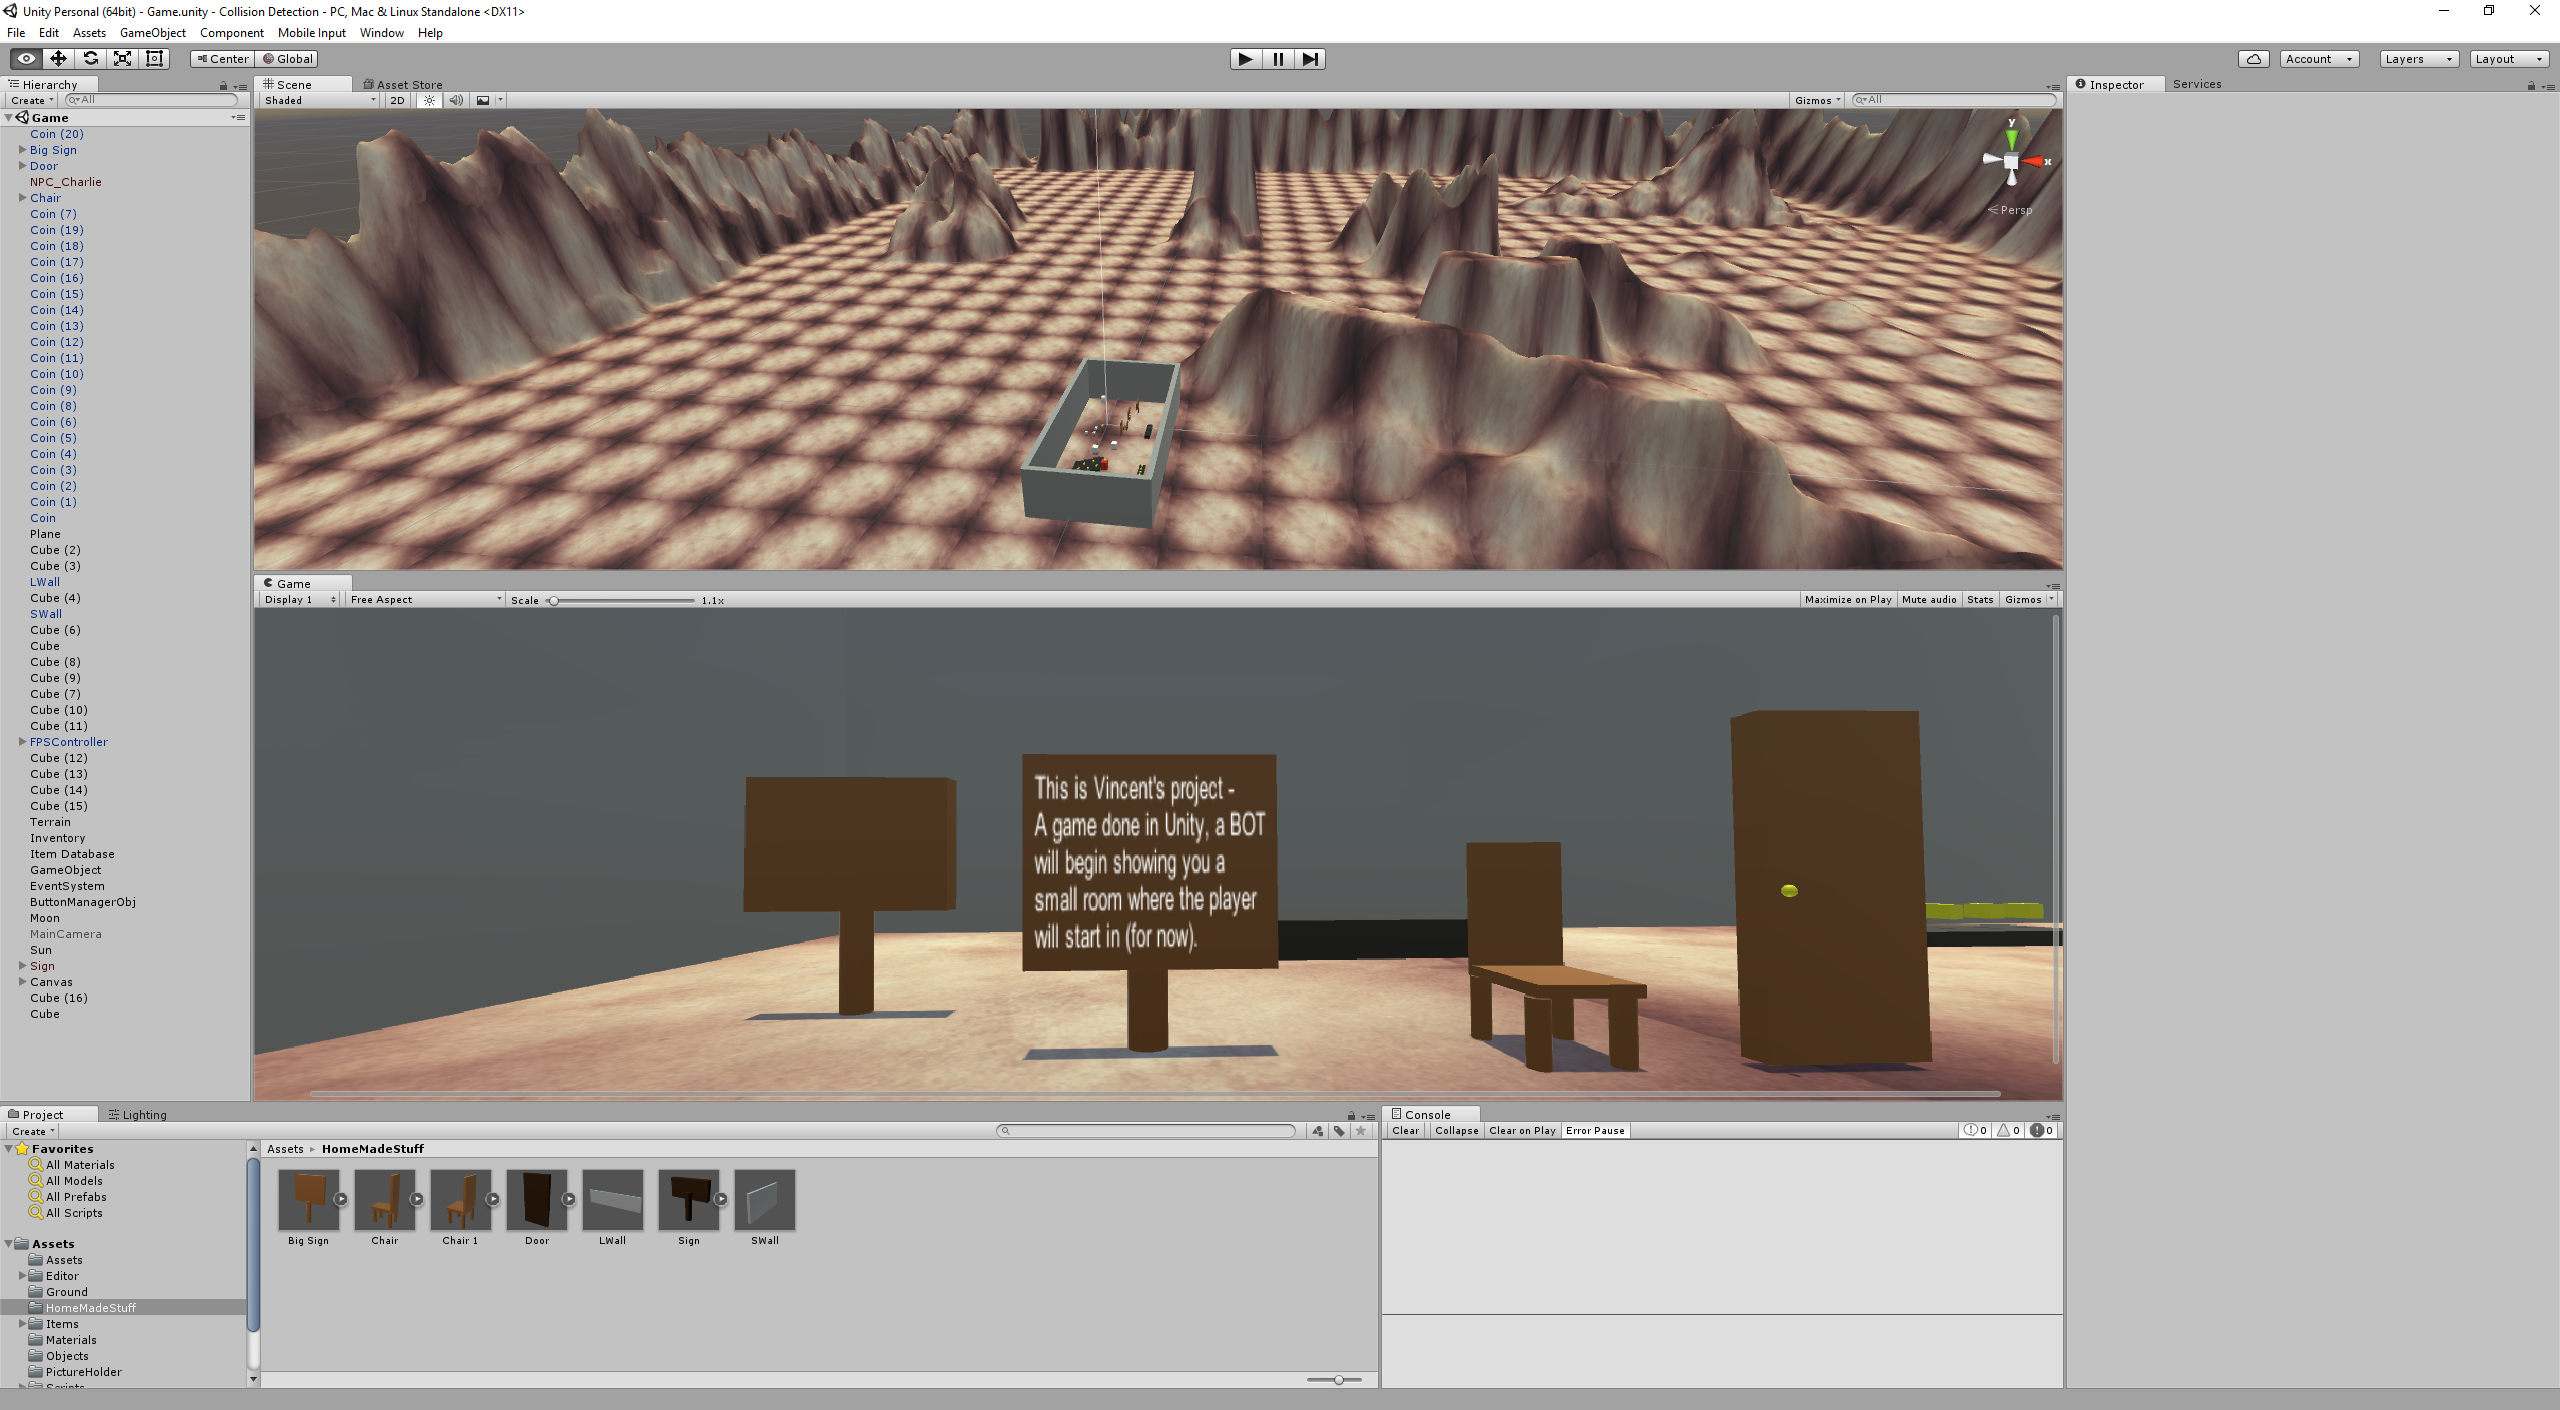 Unity Personal (64bit) - Game.unity - Collision Detection - PC, Mac & Linux Standalone <DX11>
File Edit Assets GameObject Component Mobile Input Window Help
Center Global
Account Layers Layout
Hierarchy
Create All
Game
Coin (20)
Big Sign
Door
NPC_Charlie
Chair
Coin (7)
Coin (19)
Coin (18)
Coin (17)
Coin (16)
Coin (15)
Coin (14)
Coin (13)
Coin (12)
Coin (11)
Coin (10)
Coin (9)
Coin (8)
Coin (6)
Coin (5)
Coin (4)
Coin (3)
Coin (2)
Coin (1)
Coin
Plane
Cube (2)
Cube (3)
LWall
Cube (4)
SWall
Cube (6)
Cube
Cube (8)
Cube (9)
Cube (7)
Cube (10)
Cube (11)
FPSController
Cube (12)
Cube (13)
Cube (14)
Cube (15)
Terrain
Inventory
Item Database
GameObject
EventSystem
ButtonManagerObj
Moon
MainCamera
Sun
Sign
Canvas
Cube (16)
Cube
Scene Asset Store
Shaded 2D Gizmos All
y
x
Persp
Game
Display 1 Free Aspect Scale 1.1x Maximize on Play Mute audio Stats Gizmos
This is Vincent's project -
A game done in Unity, a BOT
will begin showing you a
small room where the player
will start in (for now).
Inspector Services
Project Lighting
Create
Favorites
All Materials
All Models
All Prefabs
All Scripts
Assets
Assets
Editor
Ground
HomeMadeStuff
Items
Materials
Objects
PictureHolder
Scripts
Assets HomeMadeStuff
Big Sign Chair Chair 1 Door LWall Sign SWall
Console
Clear Collapse Clear on Play Error Pause 0 0 0